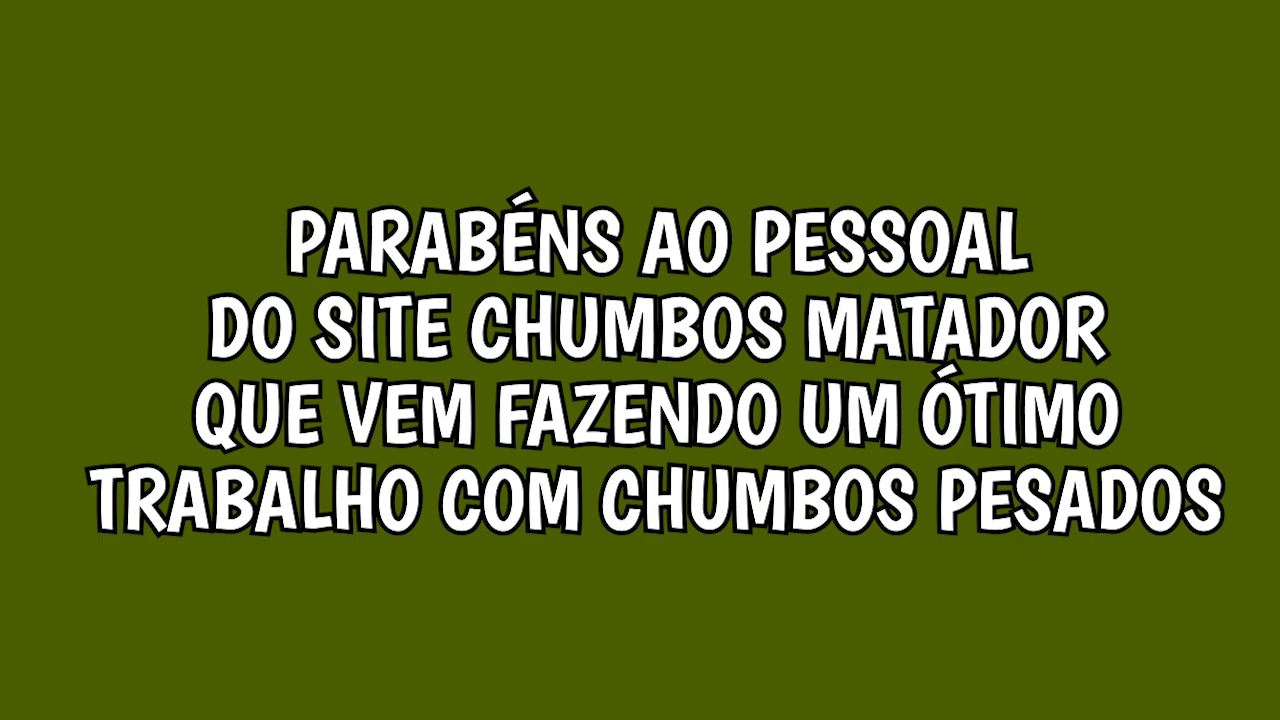 PARABÉNS AO PESSOAL
DO SITE CHUMBOS MATADOR
QUE VEM FAZENDO UM ÓTIMO
TRABALHO COM CHUMBOS PESADOS